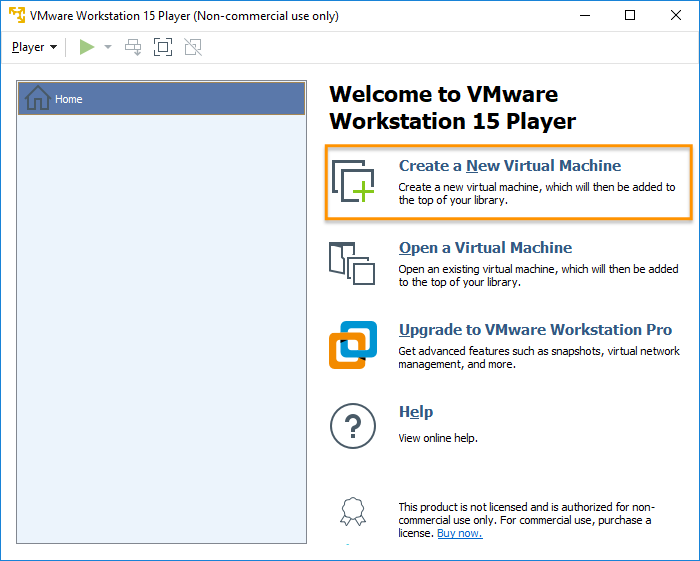 VMware Workstation 15 Player (Non-commercial use only)
Player
Home
Welcome to VMware
Workstation 15 Player
Create a New Virtual Machine
Create a new virtual machine, which will then be added to
the top of your library.
Open a Virtual Machine
Open an existing virtual machine, which will then be added
to the top of your library.
Upgrade to VMware Workstation Pro
Get advanced features such as snapshots, virtual network
management, and more.
Help
?
View online help.
This product is not licensed and is authorized for non-
commercial use only. For commercial use, purchase a
license. Buy now.